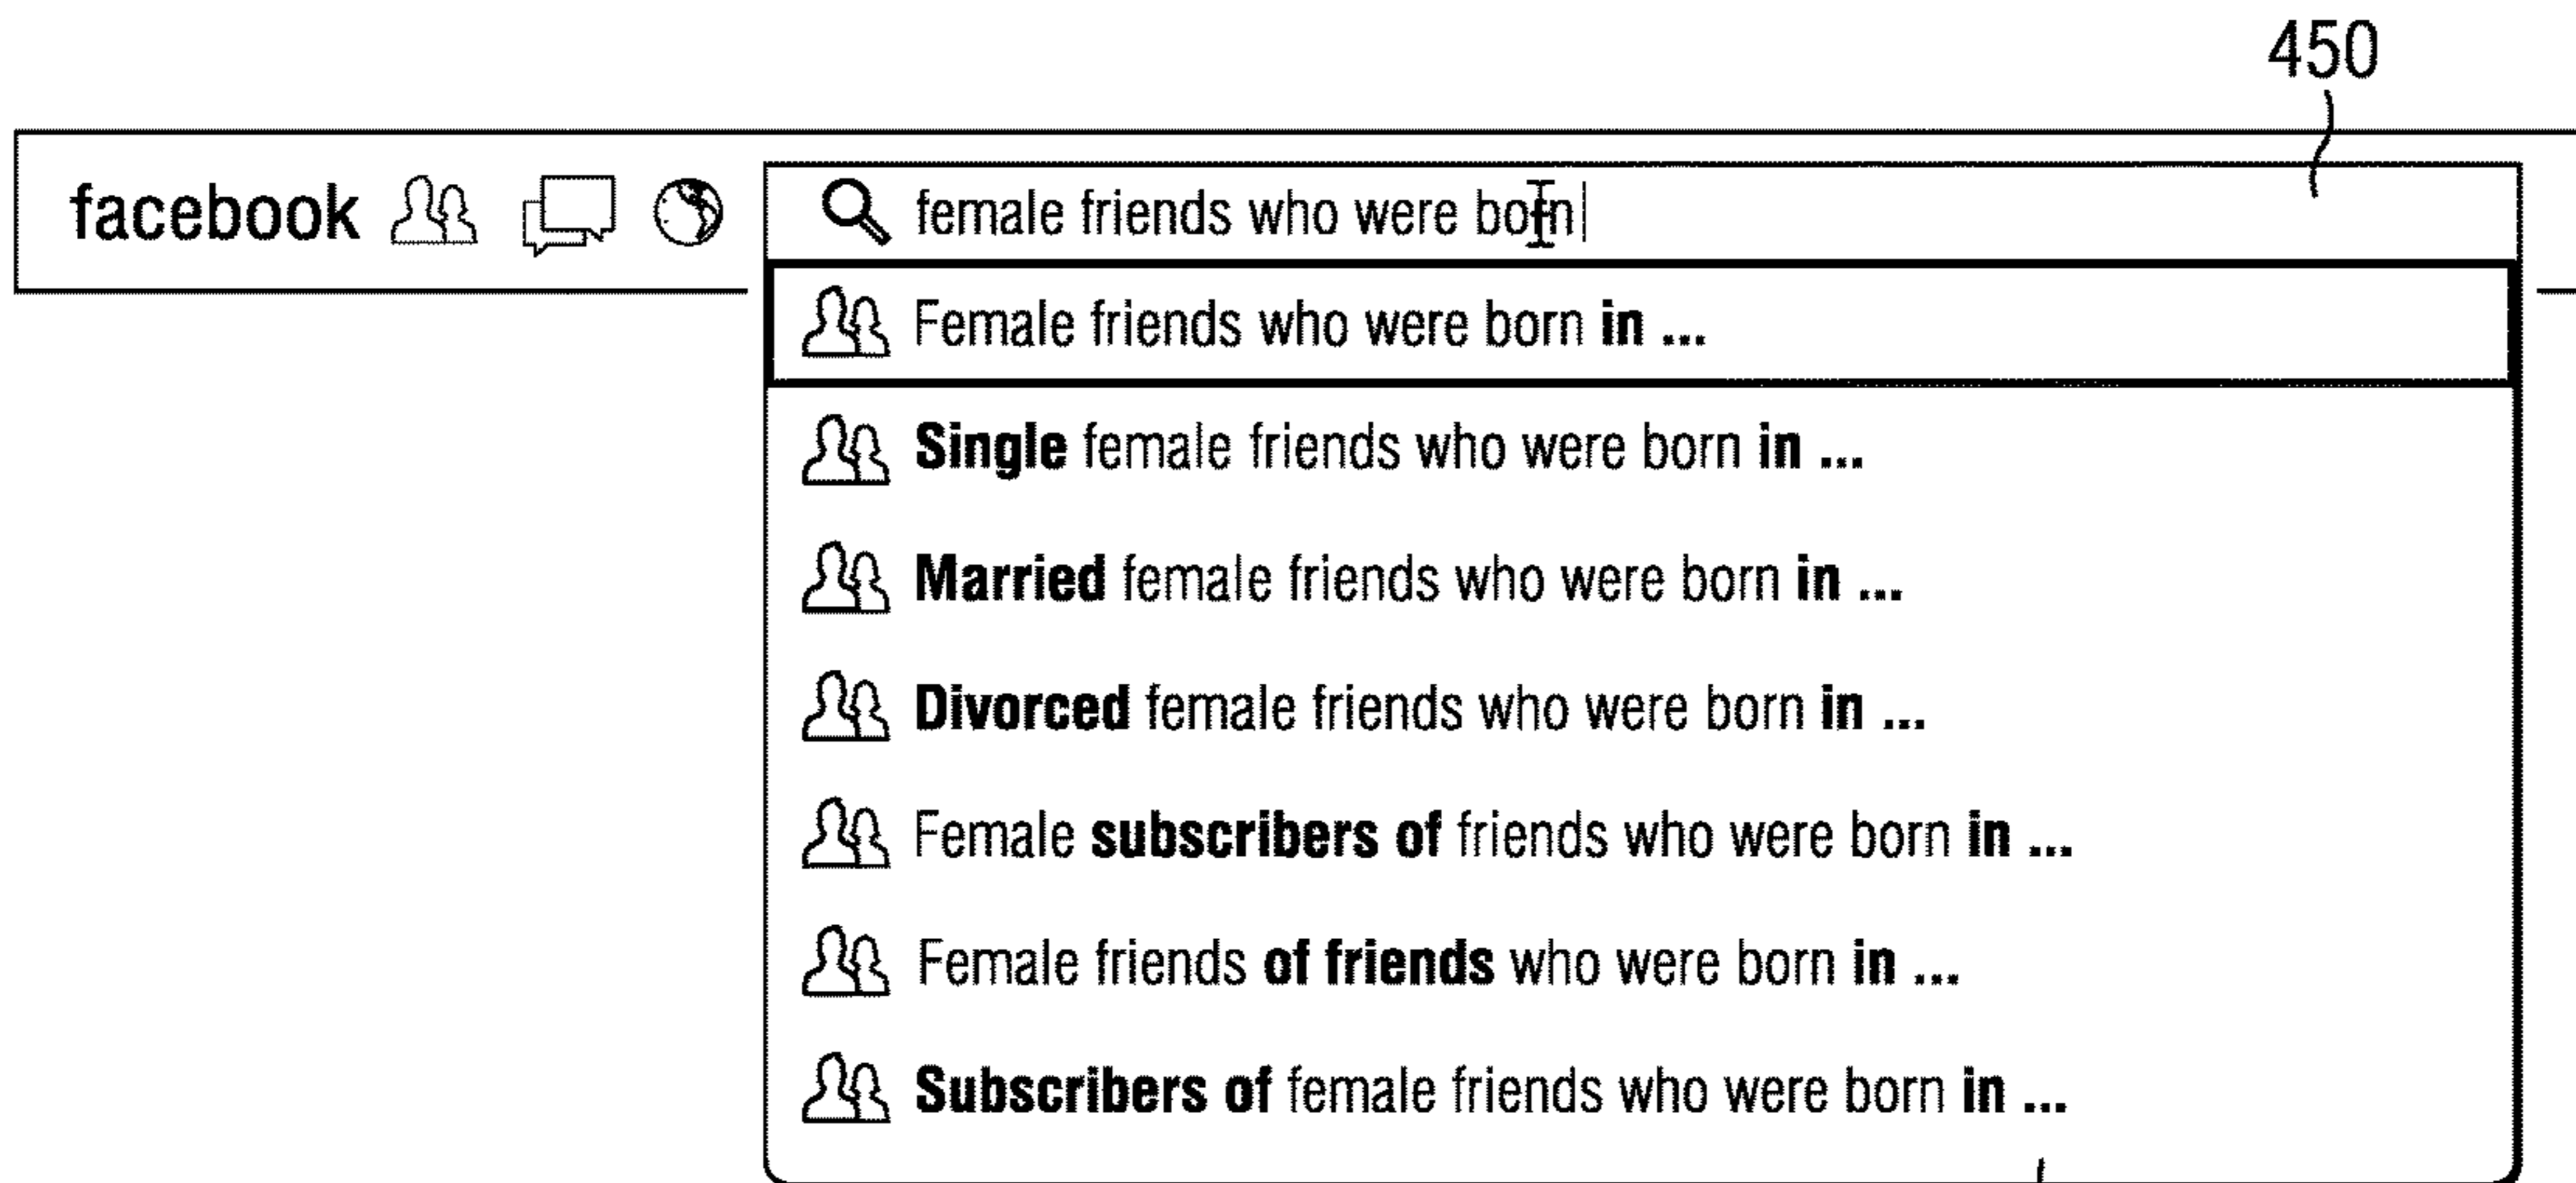 450
facebook female friends who were born
Female friends who were born in ...
Single female friends who were born in ...
Married female friends who were born in ...
Divorced female friends who were born in ...
Female subscribers of friends who were born in ...
Female friends of friends who were born in ...
Subscribers of female friends who were born in ...